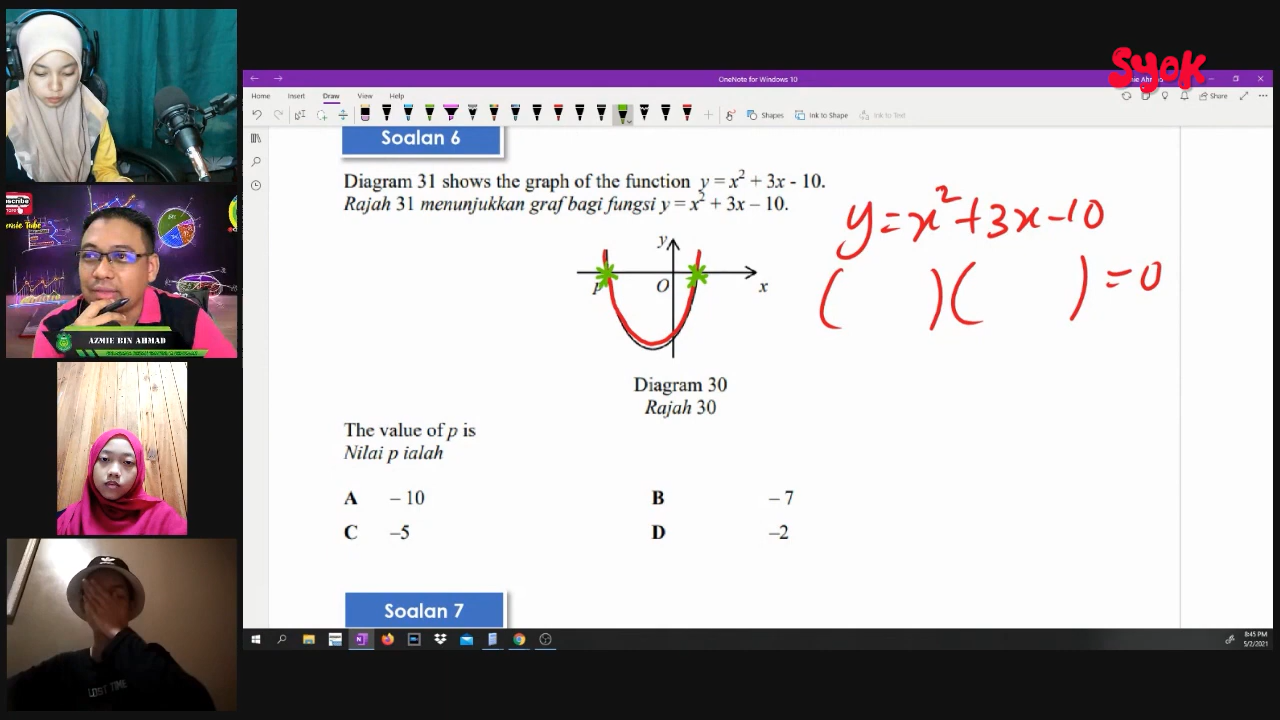 Syok
OneNote for Windows 10
Home Insert Draw View Help
Share
Shapes Ink to Shape Ink to Text
Soalan 6
Diagram 31 shows the graph of the function y = x² + 3x - 10.
Rajah 31 menunjukkan graf bagi fungsi y = x² + 3x – 10.
y
p O x
Diagram 30
Rajah 30
The value of p is
Nilai p ialah
A – 10 B – 7
C –5 D –2
y = x² + 3x - 10
( ) ( ) = 0
Soalan 7
AZMIE BIN AHMAD
LOST TIME
8:45 PM
5/2/2021